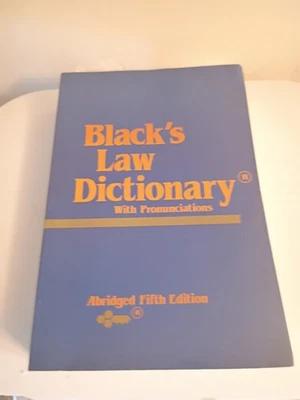 Black's
Law
Dictionary®
With Pronunciations
Abridged Fifth Edition
®